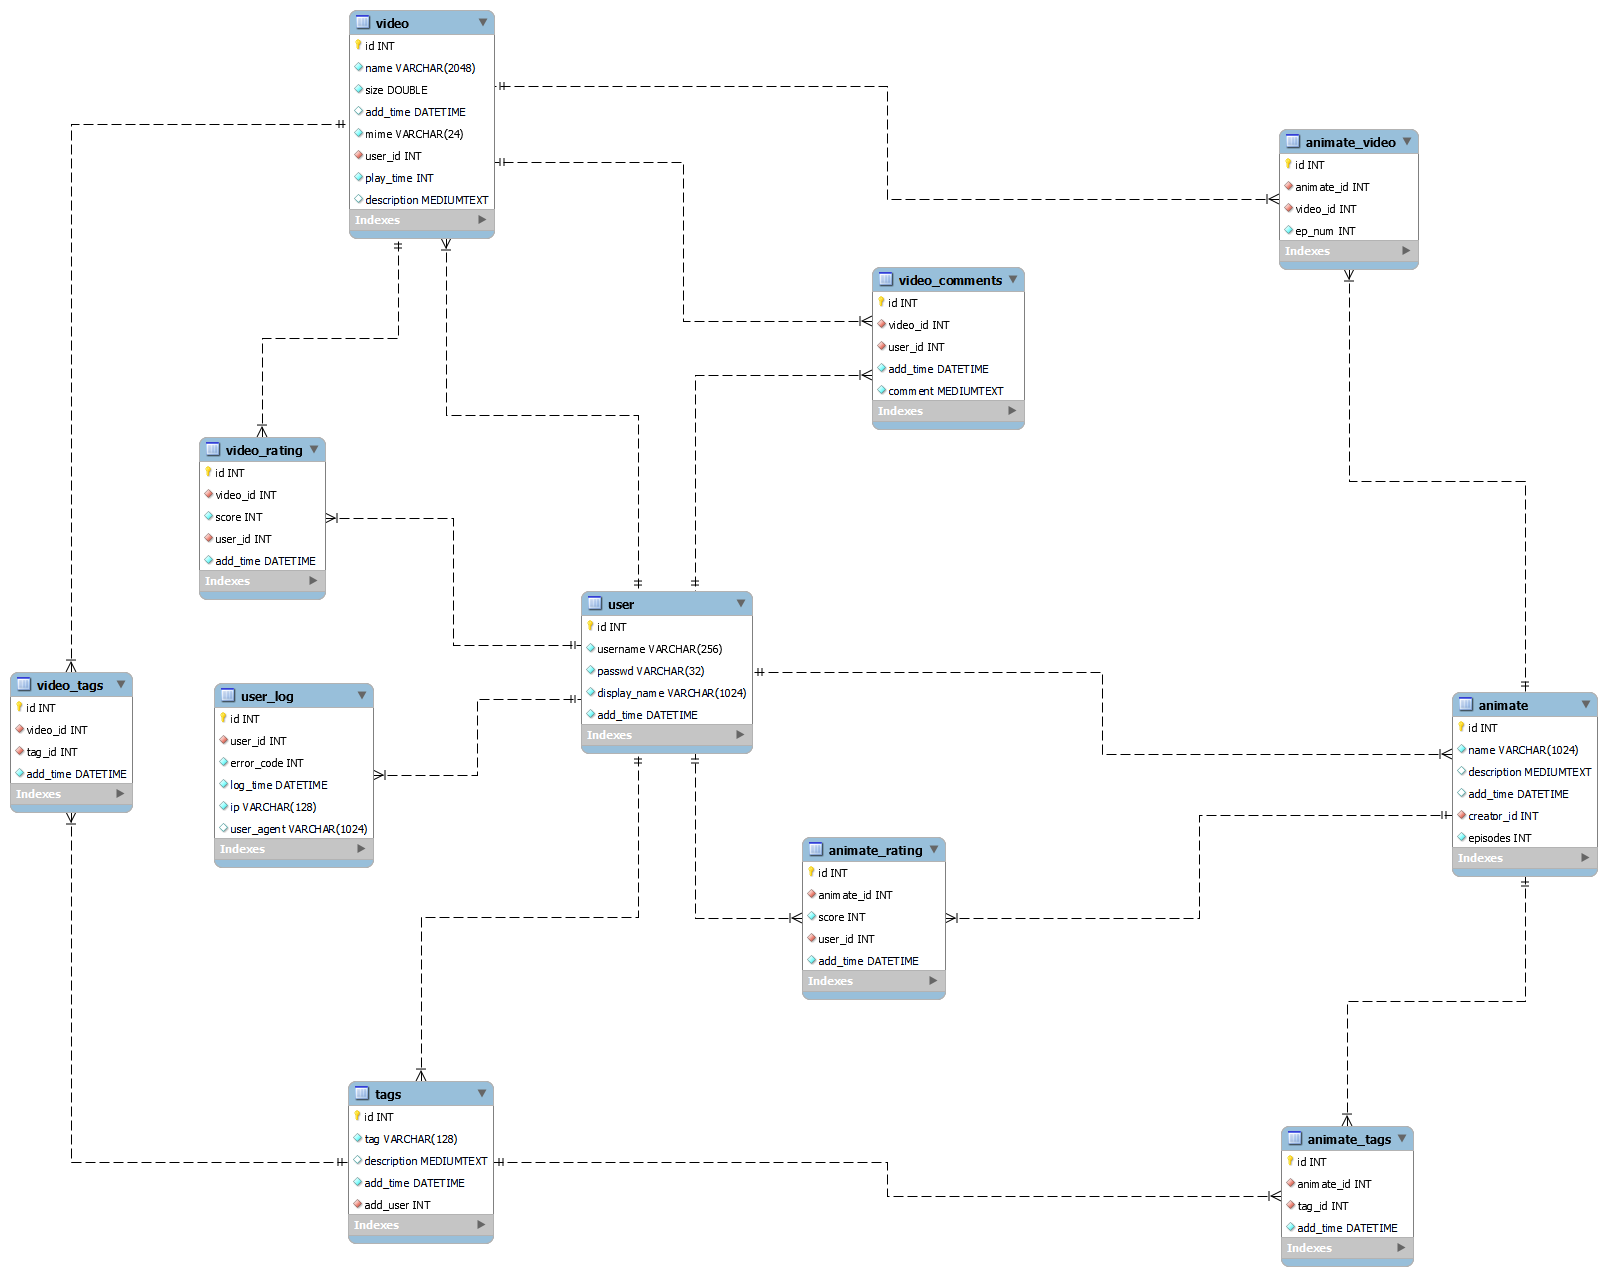 video
id INT
name VARCHAR(2048)
size DOUBLE
add_time DATETIME
mime VARCHAR(24)
user_id INT
play_time INT
description MEDIUMTEXT
Indexes
animate_video
id INT
animate_id INT
video_id INT
ep_num INT
Indexes
video_comments
id INT
video_id INT
user_id INT
add_time DATETIME
comment MEDIUMTEXT
Indexes
video_rating
id INT
video_id INT
score INT
user_id INT
add_time DATETIME
Indexes
user
id INT
username VARCHAR(256)
passwd VARCHAR(32)
display_name VARCHAR(1024)
add_time DATETIME
Indexes
video_tags
id INT
video_id INT
tag_id INT
add_time DATETIME
Indexes
user_log
id INT
user_id INT
error_code INT
log_time DATETIME
ip VARCHAR(128)
user_agent VARCHAR(1024)
Indexes
animate
id INT
name VARCHAR(1024)
description MEDIUMTEXT
add_time DATETIME
creator_id INT
episodes INT
Indexes
animate_rating
id INT
animate_id INT
score INT
user_id INT
add_time DATETIME
Indexes
tags
id INT
tag VARCHAR(128)
description MEDIUMTEXT
add_time DATETIME
add_user INT
Indexes
animate_tags
id INT
animate_id INT
tag_id INT
add_time DATETIME
Indexes